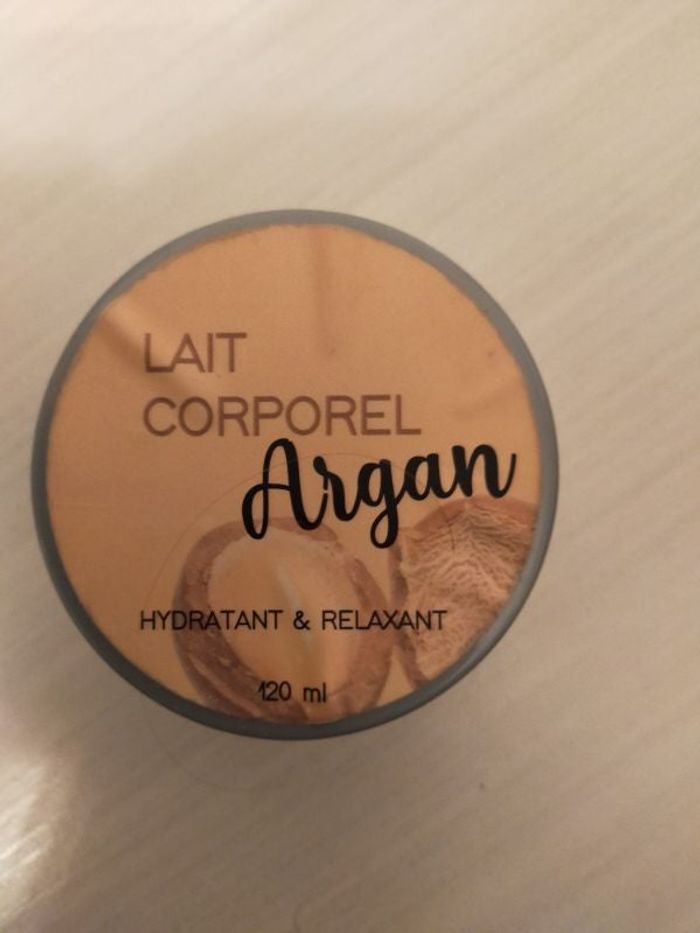 LAIT
CORPOREL
Argan
HYDRATANT & RELAXANT
120 ml